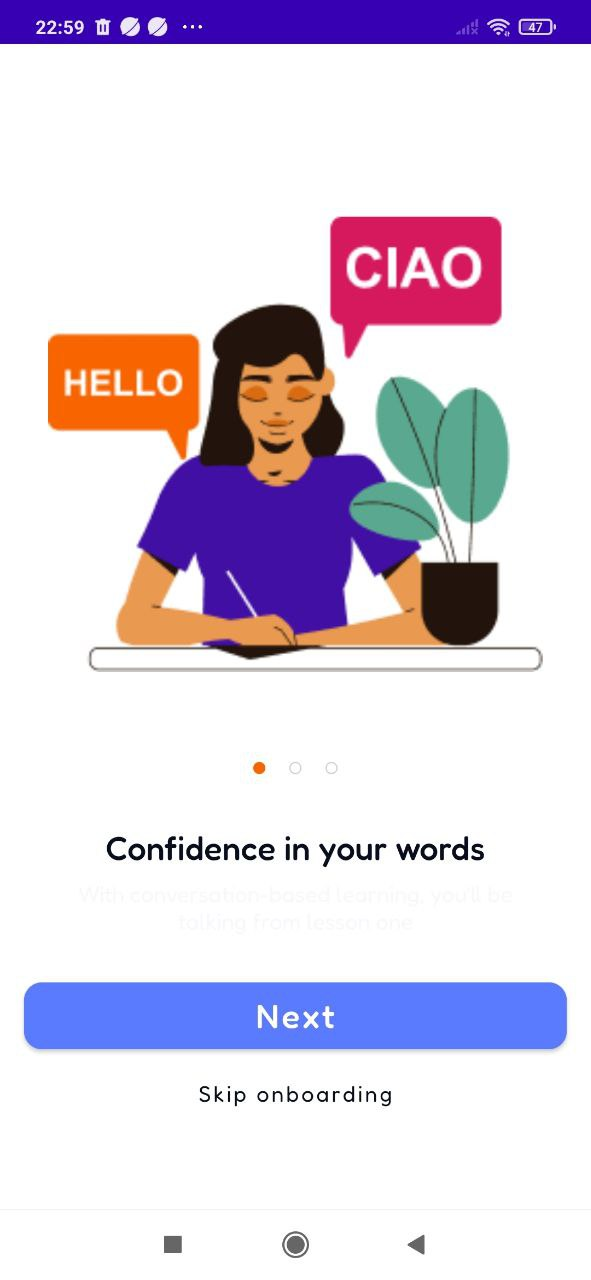 22:59
47
CIAO
HELLO
Confidence in your words
With conversation-based learning, you'll be
talking from lesson one
Next
Skip onboarding